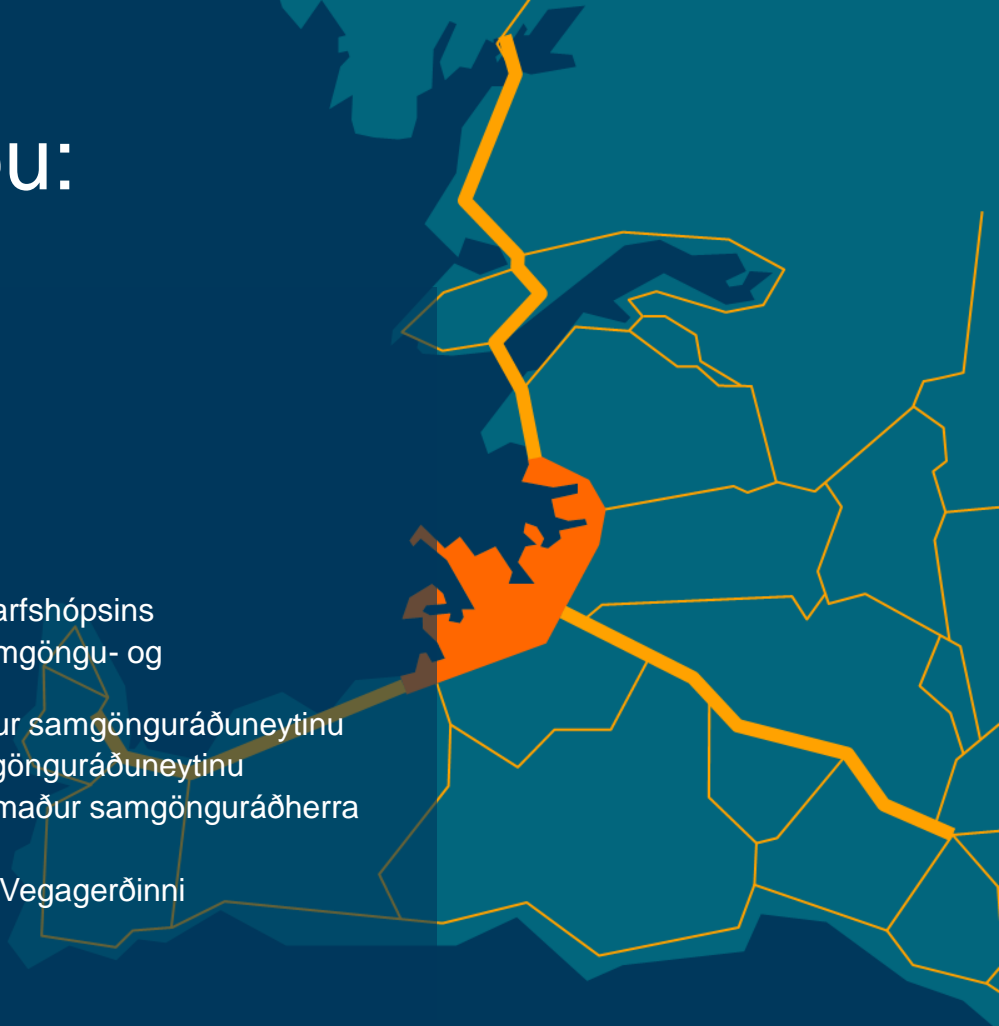 u:
arfshópsins
mgöngu- og
ur samgönguráðuneytinu
gönguráðuneytinu
maður samgönguráðherra
Vegagerðinni